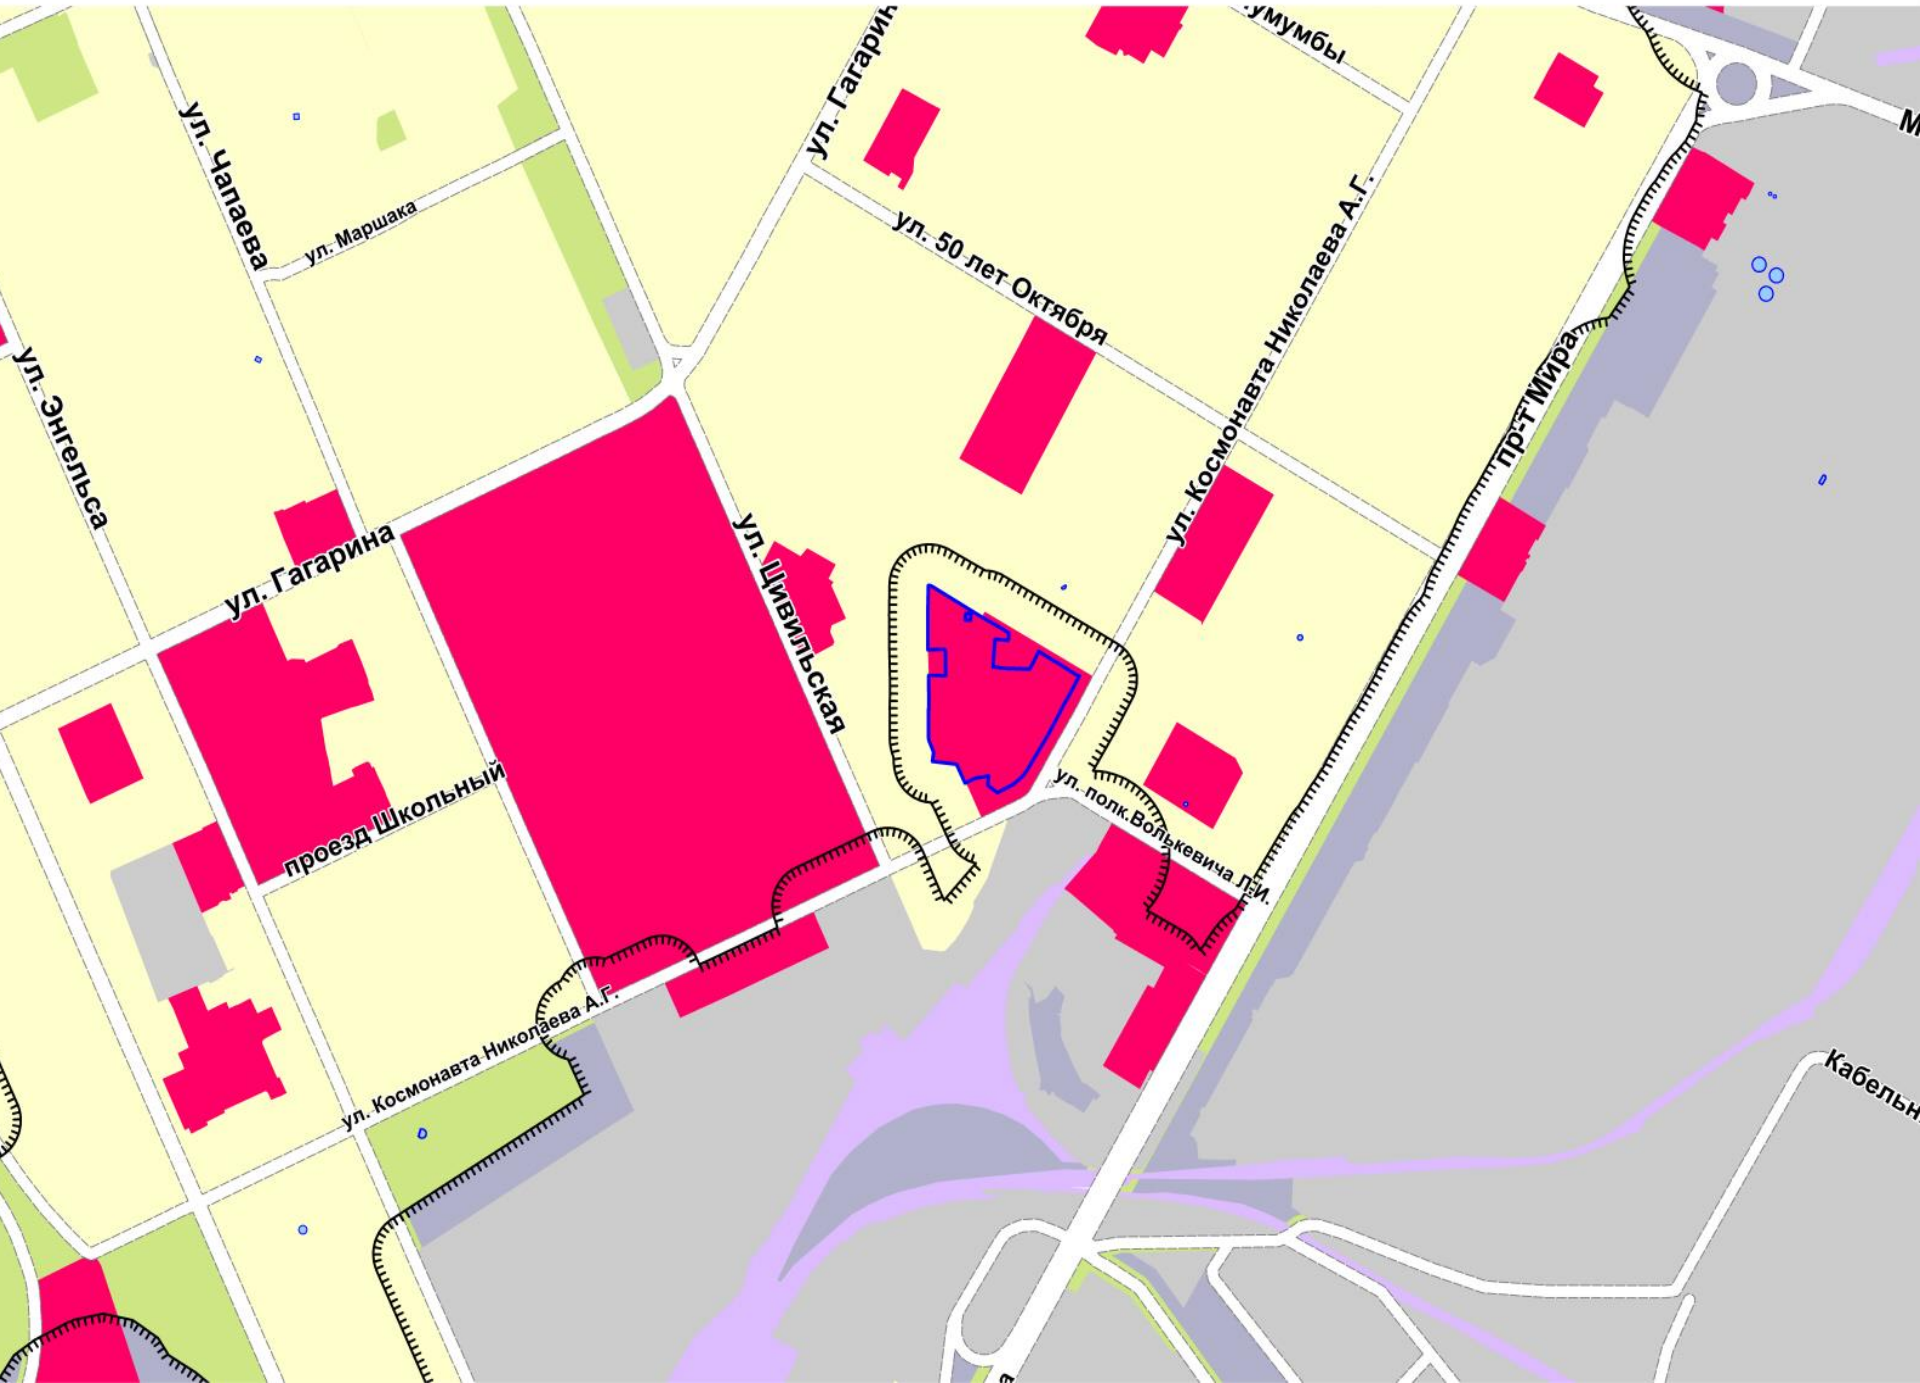 ул. Гагарин
умумбы
М
ул. Чапаева
ул. Маршака
ул. 50 лет Октября
ул. Космонавта Николаева А.Г.
пр-т Мира
ул. Энгельса
ул. Гагарина
ул. Цивильская
проезд Школьный
ул. полк.Волькевича Л.И.
ул. Космонавта Николаева А.Г.
Кабельн